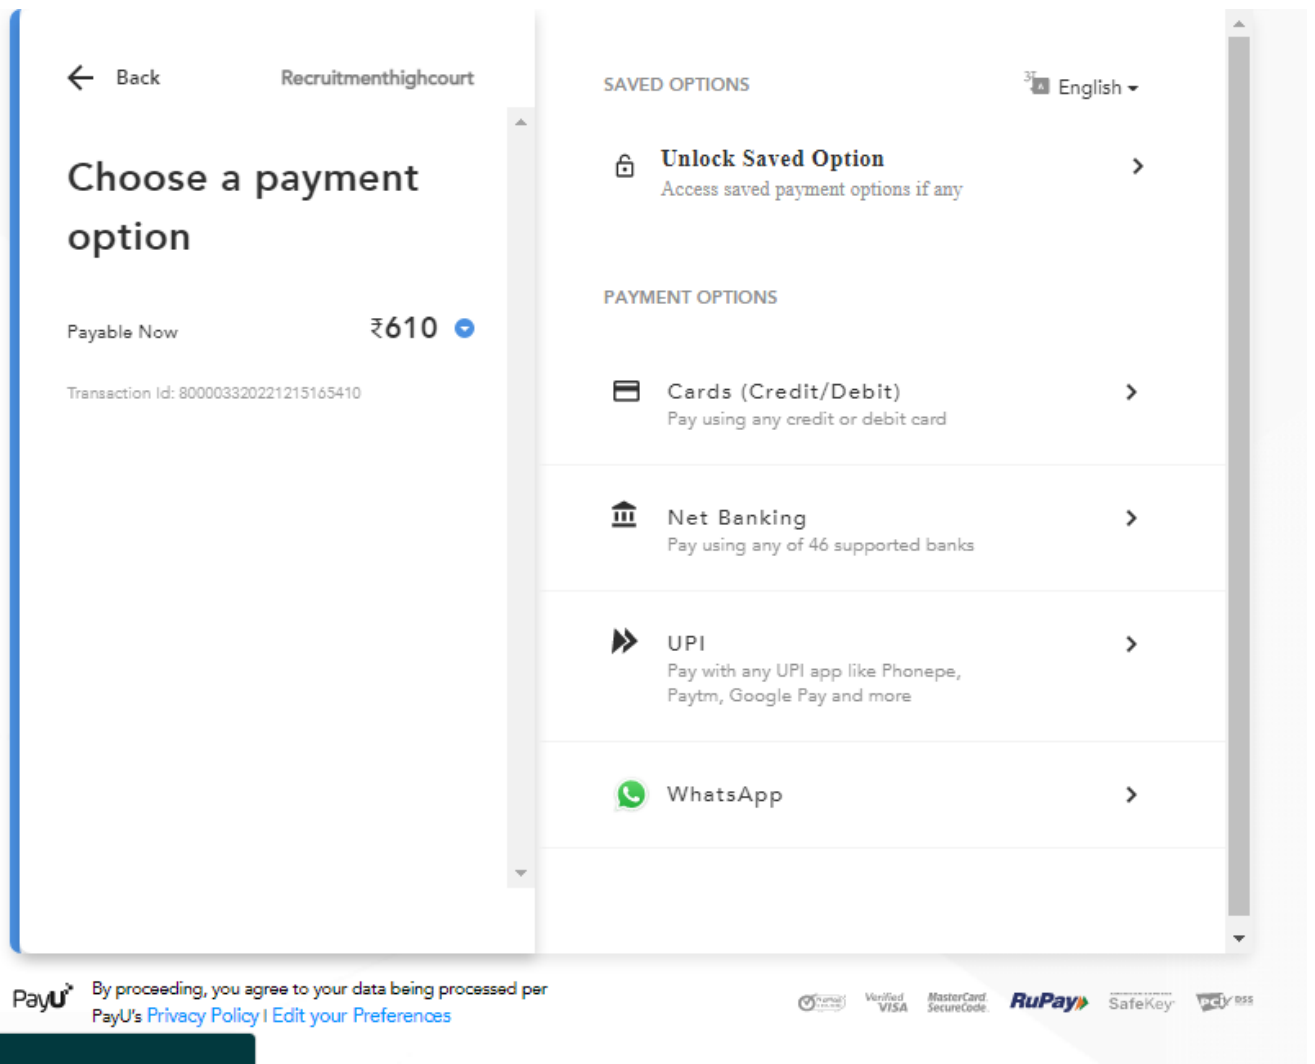 Back
Recruitmenthighcourt
Choose a payment
option
Payable Now
₹610
Transaction Id: 800003320221215165410
SAVED OPTIONS
English
Unlock Saved Option
Access saved payment options if any
PAYMENT OPTIONS
Cards (Credit/Debit)
Pay using any credit or debit card
Net Banking
Pay using any of 46 supported banks
UPI
Pay with any UPI app like Phonepe,
Paytm, Google Pay and more
WhatsApp
PayU
By proceeding, you agree to your data being processed per
PayU's Privacy Policy | Edit your Preferences
Verified
VISA
MasterCard.
SecureCode.
RuPay
SafeKey
pci DSS